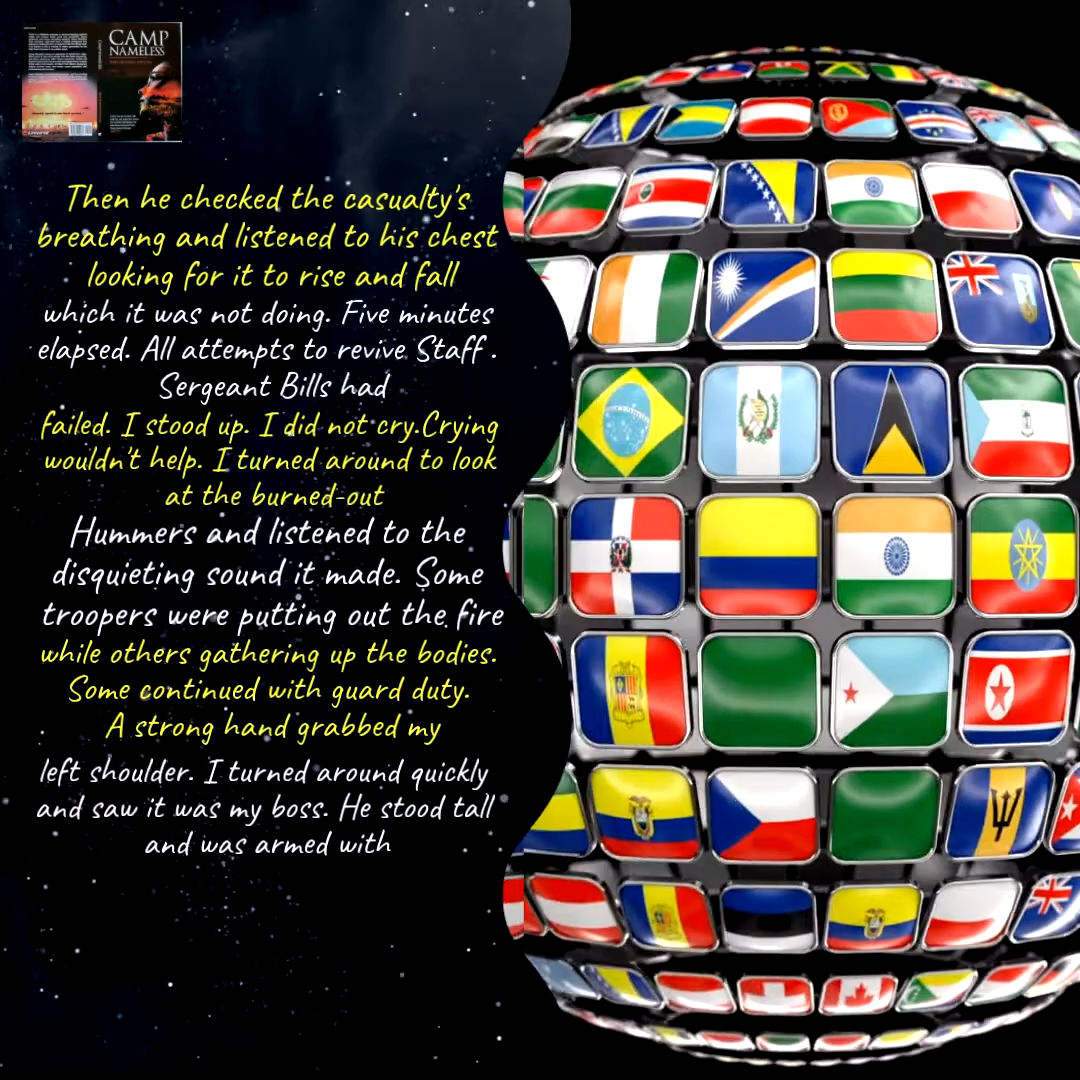 CAMP
NAMELESS
Then he checked the casualty's
breathing and listened to his chest
looking for it to rise and fall
which it was not doing. Five minutes
elapsed. All attempts to revive Staff .
Sergeant Bills had
failed. I stood up. I did not cry.Crying
wouldn't help. I turned around to look
at the burned-out
Hummers and listened to the
disquieting sound it made. Some
troopers were putting out the fire
while others gathering up the bodies.
Some continued with guard duty.
A strong hand grabbed my
left shoulder. I turned around quickly
and saw it was my boss. He stood tall
and was armed with